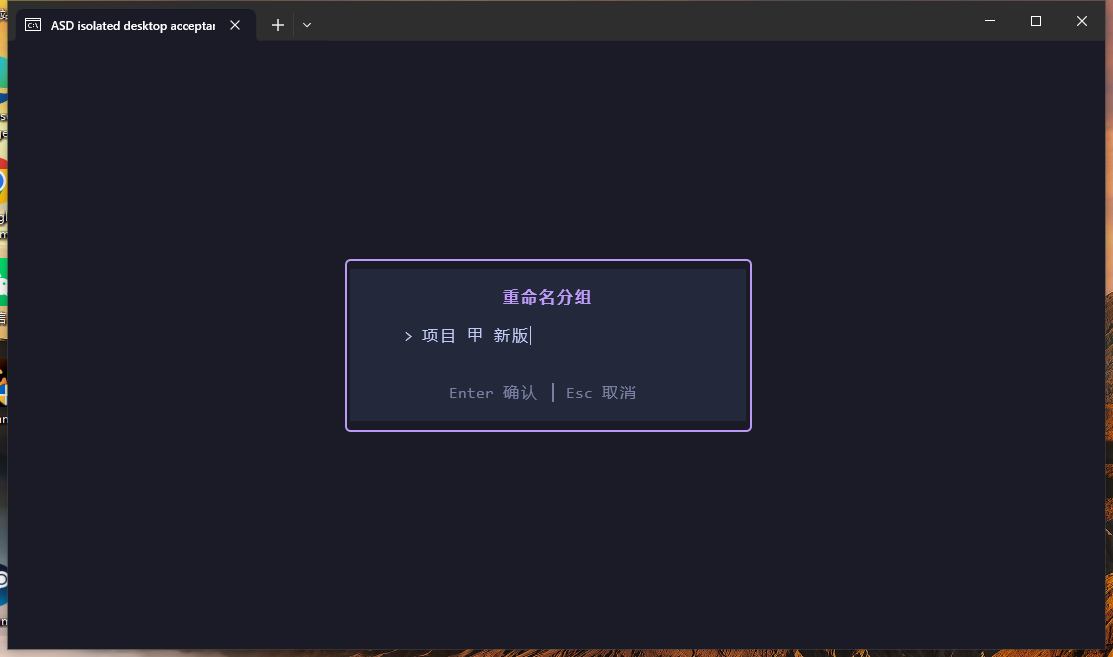 ASD isolated desktop
重命名分组
> 项目 甲 新版
Enter 确认 | Esc 取消